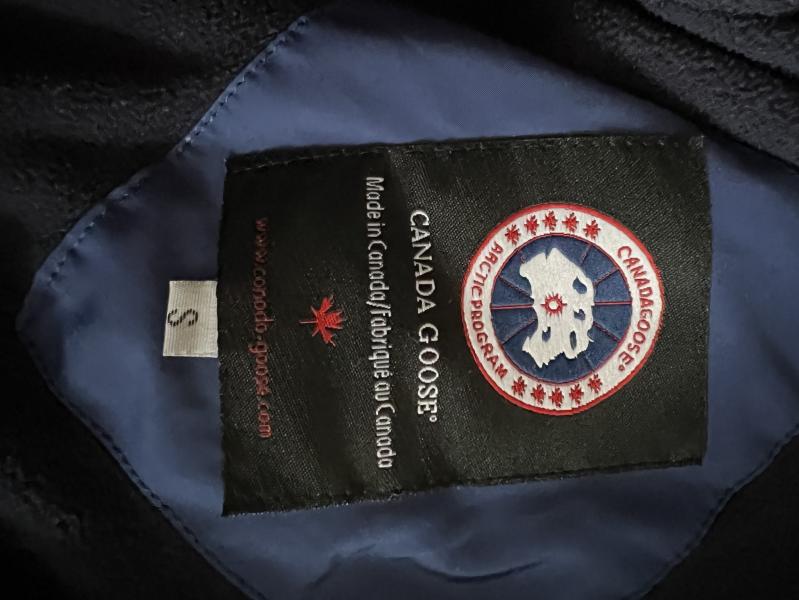 CANADA GOOSE®
ARCTIC PROGRAM
CANADA GOOSE®
Made in Canada/Fabriqué au Canada
www.canada-goose.com
S